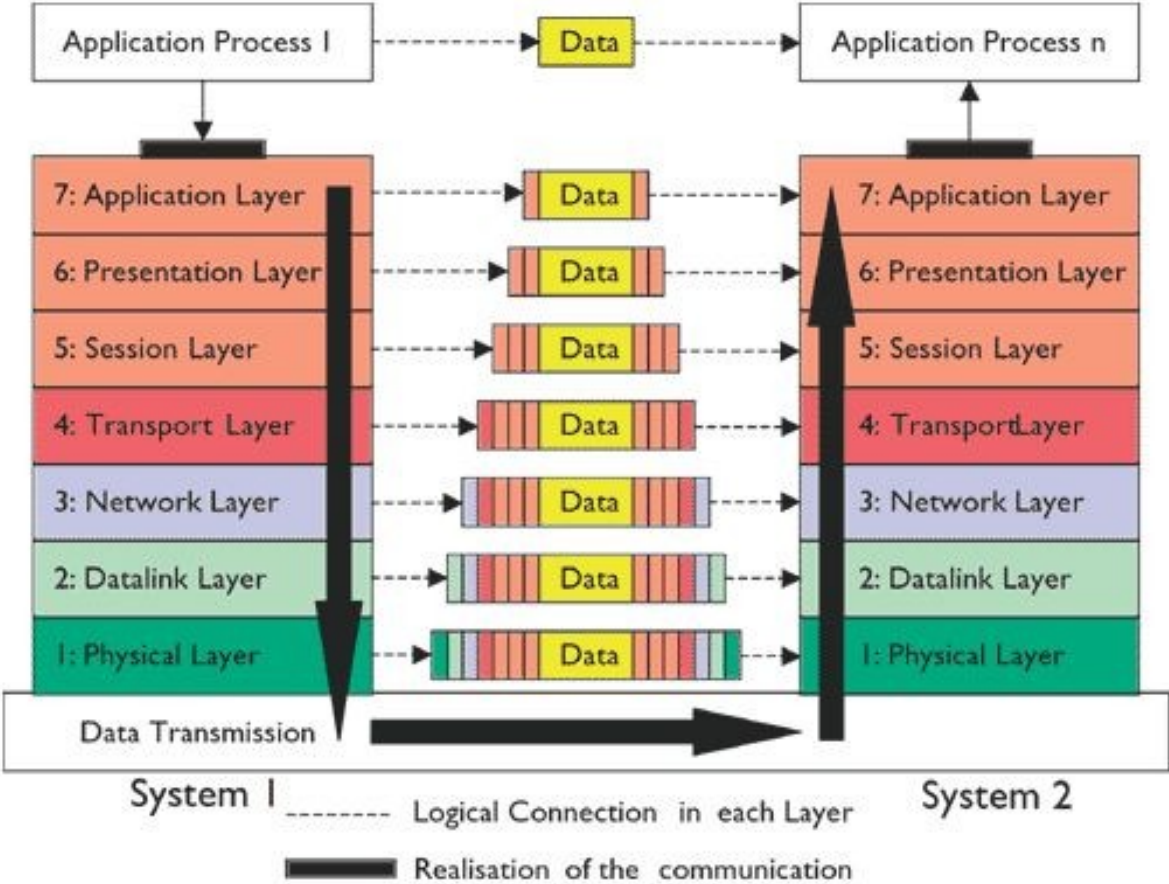 Application Process 1 Data Application Process n
7: Application Layer Data 7: Application Layer
6: Presentation Layer Data 6: Presentation Layer
5: Session Layer Data 5: Session Layer
4: Transport Layer Data 4: TransportLayer
3: Network Layer Data 3: Network Layer
2: Datalink Layer Data 2: Datalink Layer
1: Physical Layer Data 1: Physical Layer
Data Transmission
System 1 System 2
Logical Connection in each Layer
Realisation of the communication